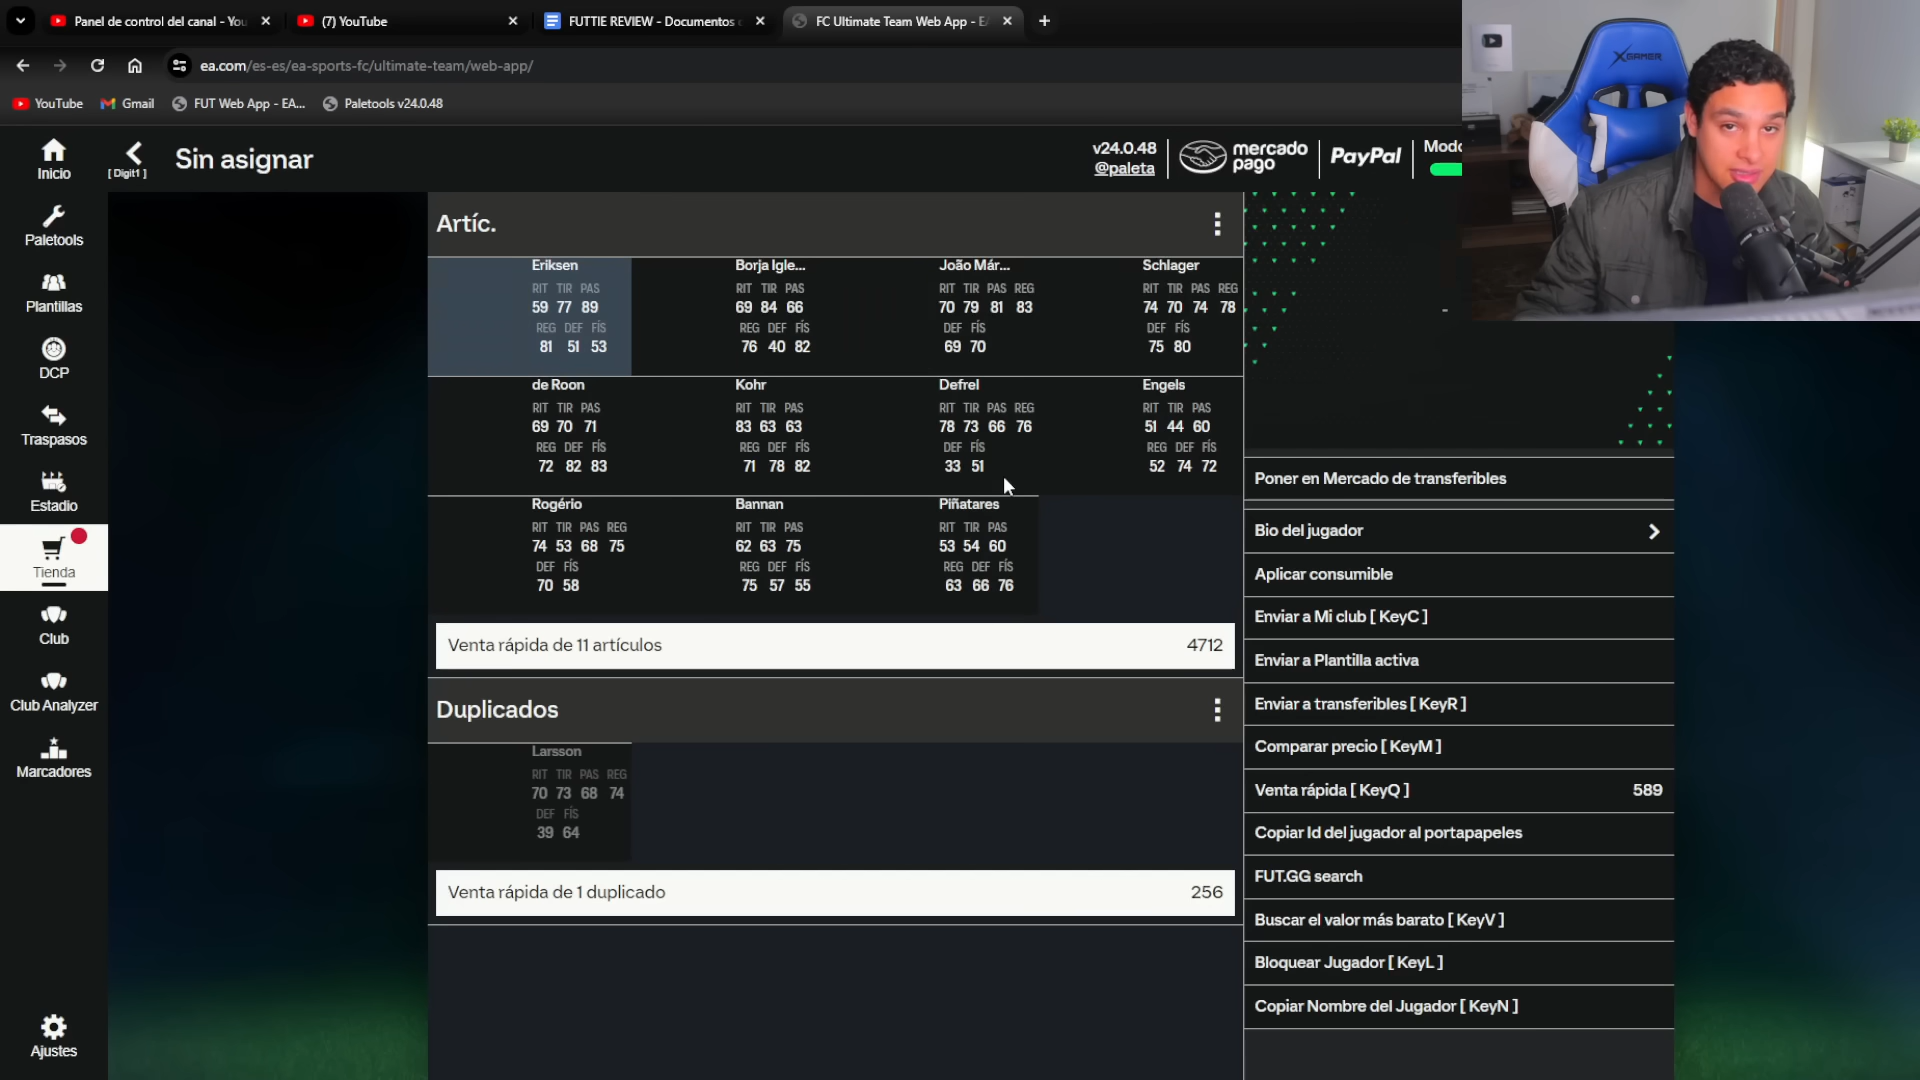 Panel de control del canal - You
(7) YouTube
FUTTIE REVIEW - Documentos
FC Ultimate Team Web App - EA
ea.com/es-es/ea-sports-fc/ultimate-team/web-app/
YouTube
Gmail
FUT Web App - EA...
Paletools v24.0.48
XGAMER
Inicio
[ Digit1 ]
Sin asignar
v24.0.48
@paleta
mercado
pago
PayPal
Modo
Paletools
Plantillas
DCP
Traspasos
Estadio
Tienda
Club
Club Analyzer
Marcadores
Ajustes
Artíc.
Eriksen
RIT TIR PAS
59 77 89
REG DEF FÍS
81 51 53
Borja Igle...
RIT TIR PAS
69 84 66
REG DEF FÍS
76 40 82
João Már...
RIT TIR PAS REG
70 79 81 83
DEF FÍS
69 70
Schlager
RIT TIR PAS REG
74 70 74 78
DEF FÍS
75 80
de Roon
RIT TIR PAS
69 70 71
REG DEF FÍS
72 82 83
Kohr
RIT TIR PAS
83 63 63
REG DEF FÍS
71 78 82
Defrel
RIT TIR PAS REG
78 73 66 76
DEF FÍS
33 51
Engels
RIT TIR PAS
51 44 60
REG DEF FÍS
52 74 72
Rogério
RIT TIR PAS REG
74 53 68 75
DEF FÍS
70 58
Bannan
RIT TIR PAS
62 63 75
REG DEF FÍS
75 57 55
Piñatares
RIT TIR PAS
53 54 60
REG DEF FÍS
63 66 76
Venta rápida de 11 artículos 4712
Duplicados
Larsson
RIT TIR PAS REG
70 73 68 74
DEF FÍS
39 64
Venta rápida de 1 duplicado 256
-
Poner en Mercado de transferibles
Bio del jugador
Aplicar consumible
Enviar a Mi club [ KeyC ]
Enviar a Plantilla activa
Enviar a transferibles [ KeyR ]
Comparar precio [ KeyM ]
Venta rápida [ KeyQ ] 589
Copiar Id del jugador al portapapeles
FUT.GG search
Buscar el valor más barato [ KeyV ]
Bloquear Jugador [ KeyL ]
Copiar Nombre del Jugador [ KeyN ]